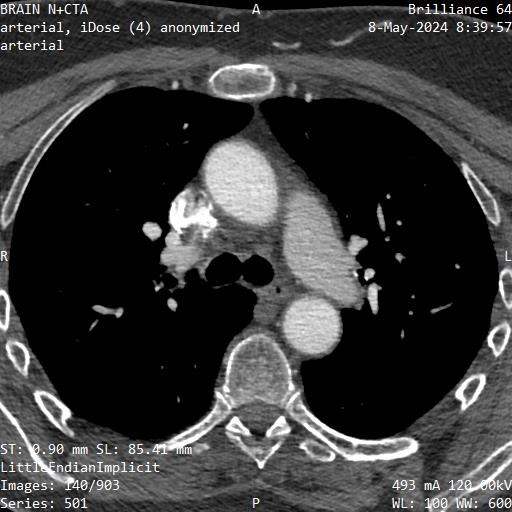 BRAIN N+CTA
arterial, iDose (4) anonymized
arterial
A
Brilliance 64
8-May-2024 8:39:57
R
L
ST: 0.90 mm SL: 85.41 mm
LittleEndianImplicit
Images: 140/903
Series: 501
P
493 mA 120.00kV
WL: 100 WW: 600